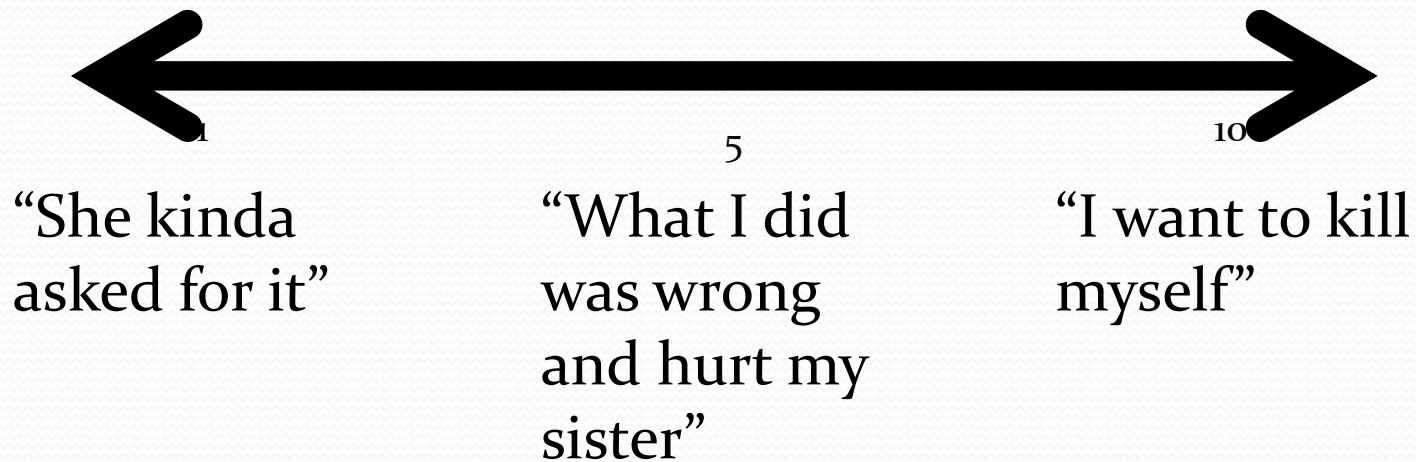 1
5
10
“She kinda
asked for it”
“What I did
was wrong
and hurt my
sister”
“I want to kill
myself”